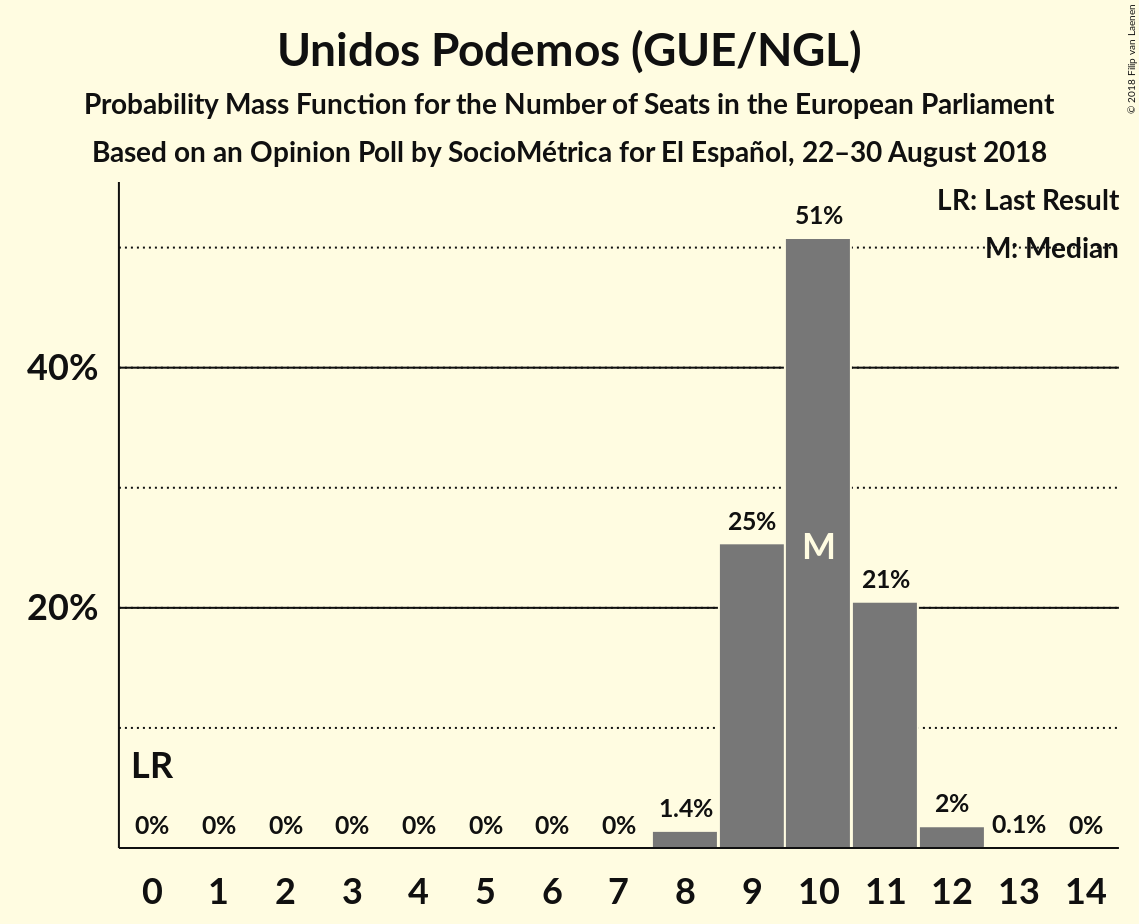 Unidos Podemos (GUE/NGL)
Probability Mass Function for the Number of Seats in the European Parliament
Based on an Opinion Poll by SocioMétrica for El Español, 22–30 August 2018
© 2018 Filip van Laenen
LR: Last Result
M: Median
51%
40%
25%
M
21%
20%
LR
0% 0% 0% 0% 0% 0% 0% 0% 1.4% 2% 0.1% 0%
0 1 2 3 4 5 6 7 8 9 10 11 12 13 14